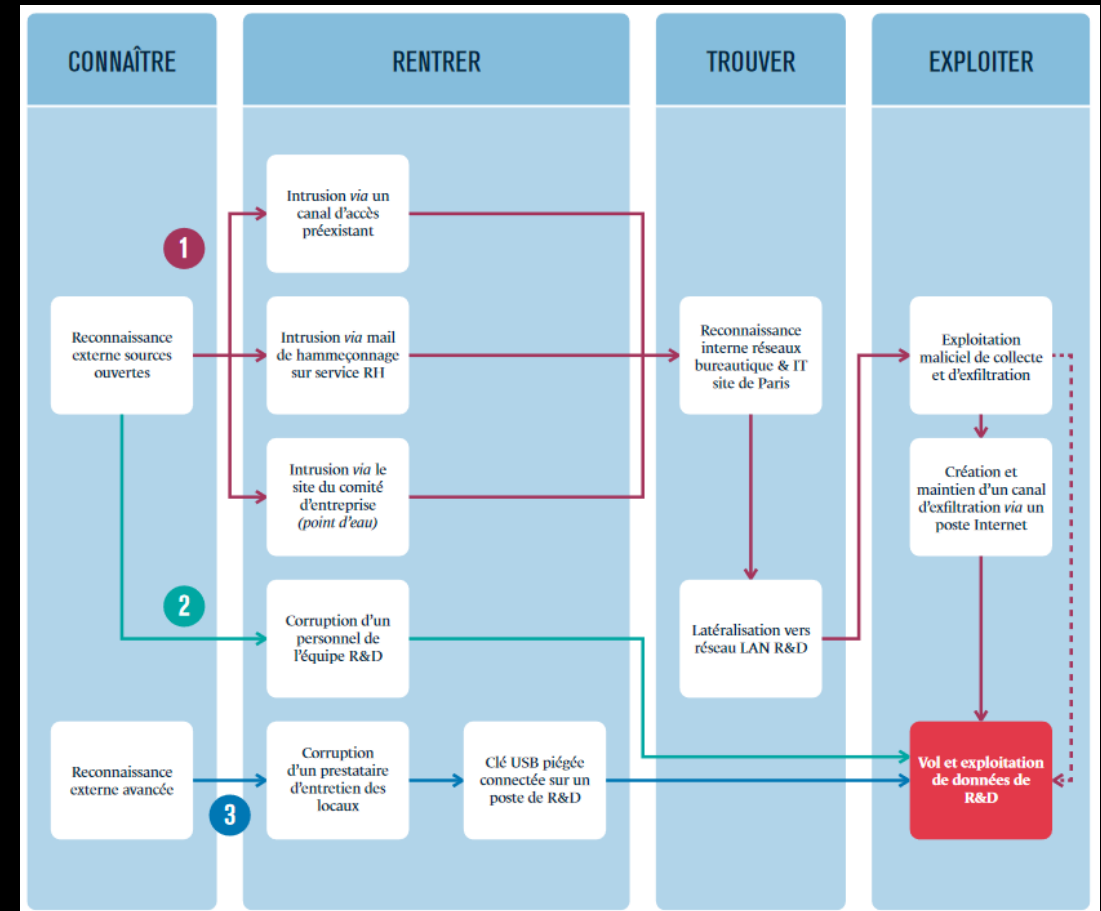 CONNAÎTRE
RENTRER
TROUVER
EXPLOITER
Intrusion via un
canal d'accès
préexistant
1
Reconnaissance
externe sources
ouvertes
Intrusion via mail
de hammeçonnage
sur service RH
Reconnaissance
interne réseaux
bureautique & IT
site de Paris
Exploitation
maliciel de collecte
et d'exfiltration
Intrusion via le
site du comité
d'entreprise
(point d'eau)
Création et
maintien d'un canal
d'exfiltration via un
poste Internet
2
Corruption d'un
personnel de
l'équipe R&D
Latéralisation vers
réseau LAN R&D
Reconnaissance
externe avancée
3
Corruption
d'un prestataire
d'entretien des
locaux
Clé USB piégée
connectée sur un
poste de R&D
Vol et exploitation
de données de
R&D